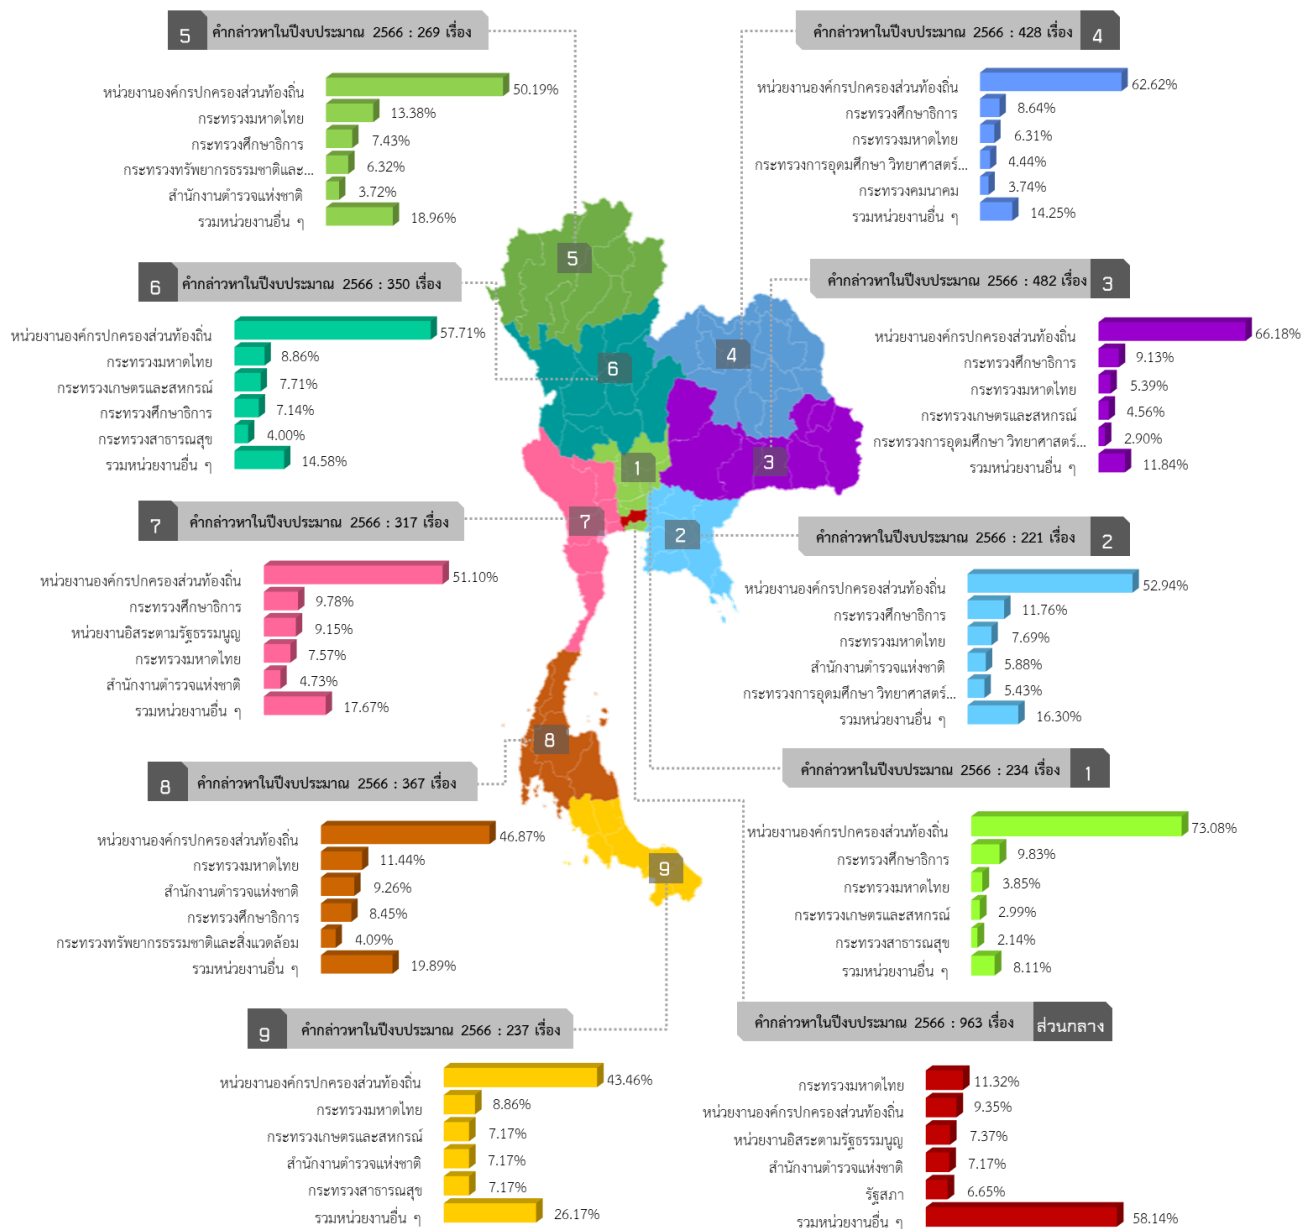 5 คำกล่าวหาในปีงบประมาณ 2566 : 269 เรื่อง
หน่วยงานองค์กรปกครองส่วนท้องถิ่น 50.19%
กระทรวงมหาดไทย 13.38%
กระทรวงศึกษาธิการ 7.43%
กระทรวงทรัพยากรธรรมชาติและ... 6.32%
สำนักงานตำรวจแห่งชาติ 3.72%
รวมหน่วยงานอื่น ๆ 18.96%
คำกล่าวหาในปีงบประมาณ 2566 : 428 เรื่อง 4
หน่วยงานองค์กรปกครองส่วนท้องถิ่น 62.62%
กระทรวงศึกษาธิการ 8.64%
กระทรวงมหาดไทย 6.31%
กระทรวงการอุดมศึกษา วิทยาศาสตร์... 4.44%
กระทรวงคมนาคม 3.74%
รวมหน่วยงานอื่น ๆ 14.25%
6 คำกล่าวหาในปีงบประมาณ 2566 : 350 เรื่อง
หน่วยงานองค์กรปกครองส่วนท้องถิ่น 57.71%
กระทรวงมหาดไทย 8.86%
กระทรวงเกษตรและสหกรณ์ 7.71%
กระทรวงศึกษาธิการ 7.14%
กระทรวงสาธารณสุข 4.00%
รวมหน่วยงานอื่น ๆ 14.58%
คำกล่าวหาในปีงบประมาณ 2566 : 482 เรื่อง 3
หน่วยงานองค์กรปกครองส่วนท้องถิ่น 66.18%
กระทรวงศึกษาธิการ 9.13%
กระทรวงมหาดไทย 5.39%
กระทรวงเกษตรและสหกรณ์ 4.56%
กระทรวงการอุดมศึกษา วิทยาศาสตร์... 2.90%
รวมหน่วยงานอื่น ๆ 11.84%
5
4
6
1
3
7
2
8
9
7 คำกล่าวหาในปีงบประมาณ 2566 : 317 เรื่อง
หน่วยงานองค์กรปกครองส่วนท้องถิ่น 51.10%
กระทรวงศึกษาธิการ 9.78%
หน่วยงานอิสระตามรัฐธรรมนูญ 9.15%
กระทรวงมหาดไทย 7.57%
สำนักงานตำรวจแห่งชาติ 4.73%
รวมหน่วยงานอื่น ๆ 17.67%
คำกล่าวหาในปีงบประมาณ 2566 : 221 เรื่อง 2
หน่วยงานองค์กรปกครองส่วนท้องถิ่น 52.94%
กระทรวงศึกษาธิการ 11.76%
กระทรวงมหาดไทย 7.69%
สำนักงานตำรวจแห่งชาติ 5.88%
กระทรวงการอุดมศึกษา วิทยาศาสตร์... 5.43%
รวมหน่วยงานอื่น ๆ 16.30%
8 คำกล่าวหาในปีงบประมาณ 2566 : 367 เรื่อง
หน่วยงานองค์กรปกครองส่วนท้องถิ่น 46.87%
กระทรวงมหาดไทย 11.44%
สำนักงานตำรวจแห่งชาติ 9.26%
กระทรวงศึกษาธิการ 8.45%
กระทรวงทรัพยากรธรรมชาติและสิ่งแวดล้อม 4.09%
รวมหน่วยงานอื่น ๆ 19.89%
คำกล่าวหาในปีงบประมาณ 2566 : 234 เรื่อง 1
หน่วยงานองค์กรปกครองส่วนท้องถิ่น 73.08%
กระทรวงศึกษาธิการ 9.83%
กระทรวงมหาดไทย 3.85%
กระทรวงเกษตรและสหกรณ์ 2.99%
กระทรวงสาธารณสุข 2.14%
รวมหน่วยงานอื่น ๆ 8.11%
9 คำกล่าวหาในปีงบประมาณ 2566 : 237 เรื่อง
หน่วยงานองค์กรปกครองส่วนท้องถิ่น 43.46%
กระทรวงมหาดไทย 8.86%
กระทรวงเกษตรและสหกรณ์ 7.17%
สำนักงานตำรวจแห่งชาติ 7.17%
กระทรวงสาธารณสุข 7.17%
รวมหน่วยงานอื่น ๆ 26.17%
คำกล่าวหาในปีงบประมาณ 2566 : 963 เรื่อง ส่วนกลาง
กระทรวงมหาดไทย 11.32%
หน่วยงานองค์กรปกครองส่วนท้องถิ่น 9.35%
หน่วยงานอิสระตามรัฐธรรมนูญ 7.37%
สำนักงานตำรวจแห่งชาติ 7.17%
รัฐสภา 6.65%
รวมหน่วยงานอื่น ๆ 58.14%